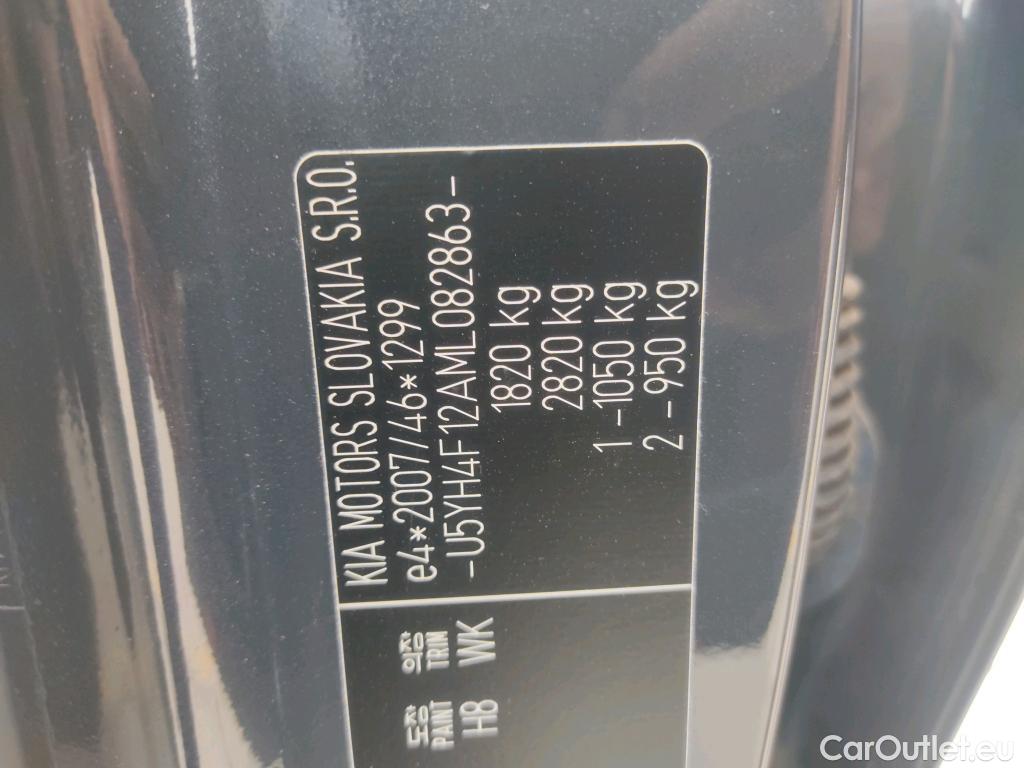 KIA MOTORS SLOVAKIA S.R.O.
e4*2007/46*1299
-U5YH4F12AML082863-
1820 kg
2820 kg
1-1050 kg
2-950 kg
도장 외장
PAINT TRIM
H8 WK
CarOutlet.eu